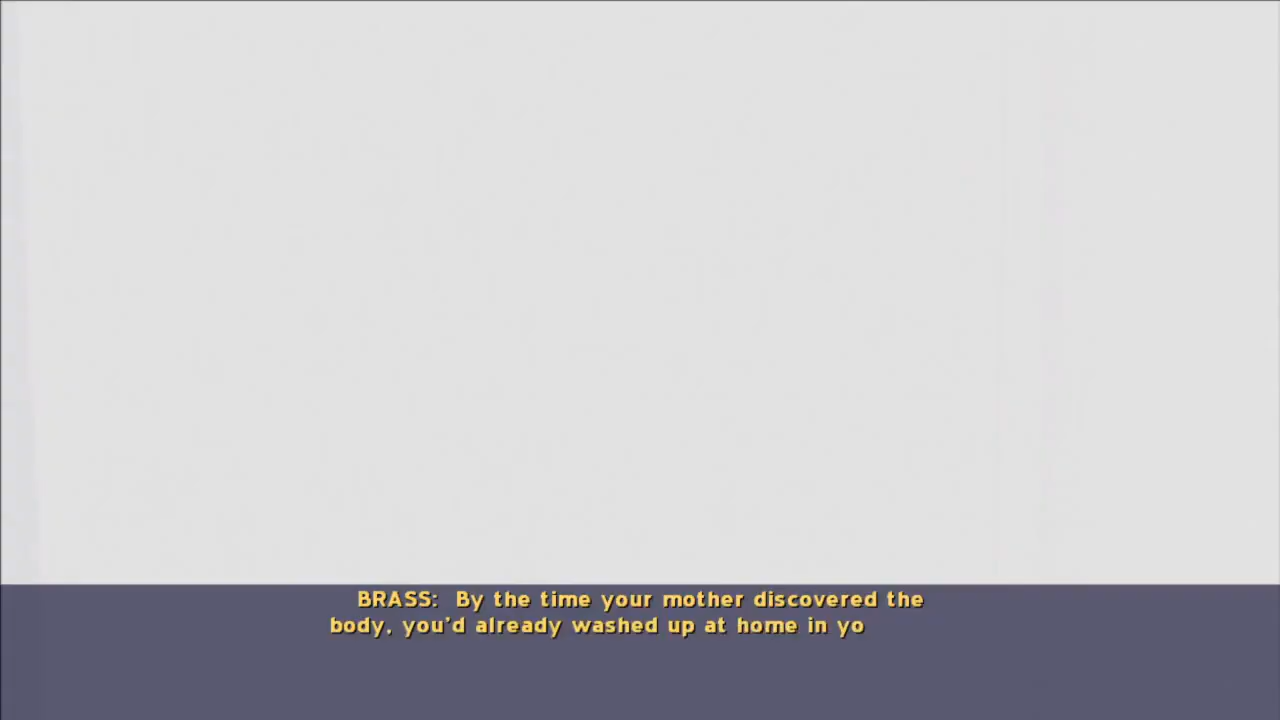 BRASS: By the time your mother discovered the
body, you'd already washed up at home in yo